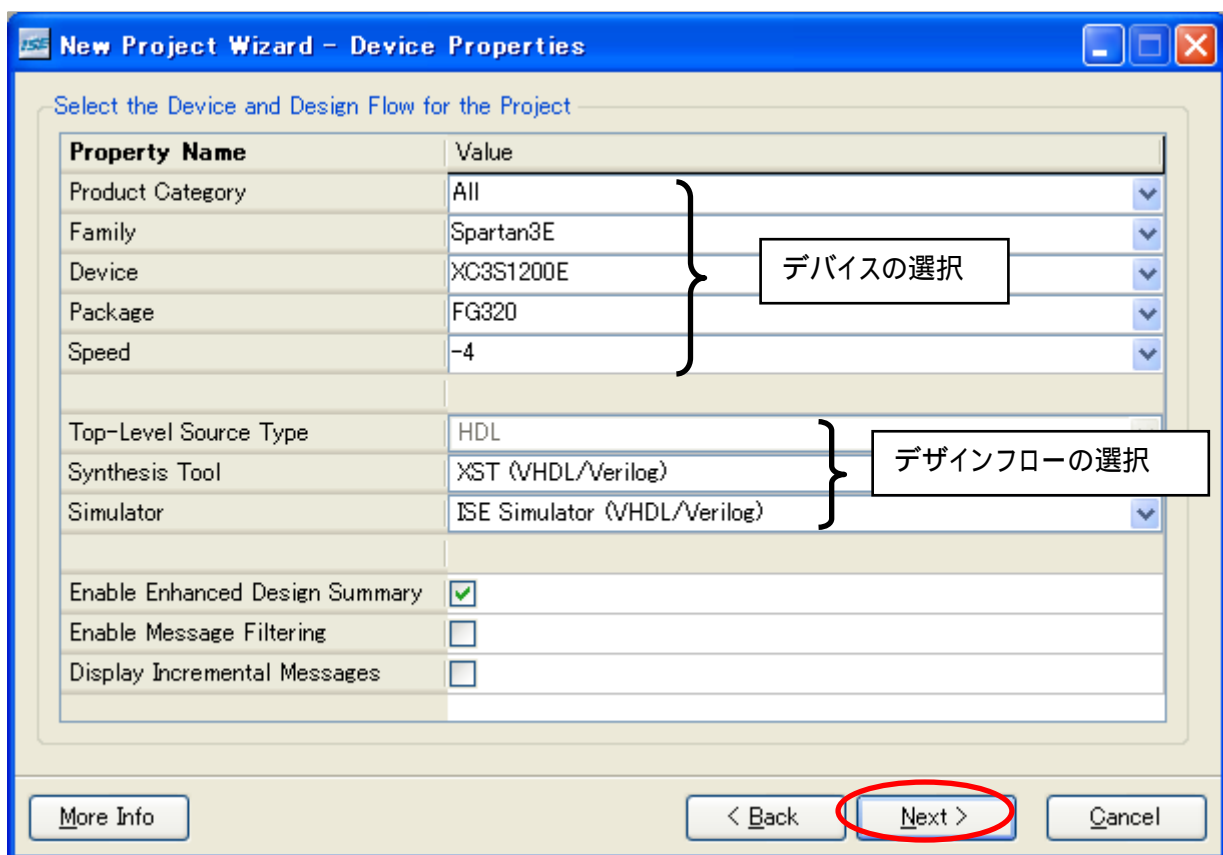 ISE New Project Wizard - Device Properties
Select the Device and Design Flow for the Project
Property Name Value
Product Category All
Family Spartan3E
Device XC3S1200E
デバイスの選択
Package FG320
Speed -4
Top-Level Source Type HDL
Synthesis Tool XST (VHDL/Verilog)
デザインフローの選択
Simulator ISE Simulator (VHDL/Verilog)
Enable Enhanced Design Summary
Enable Message Filtering
Display Incremental Messages
More Info < Back Next > Cancel